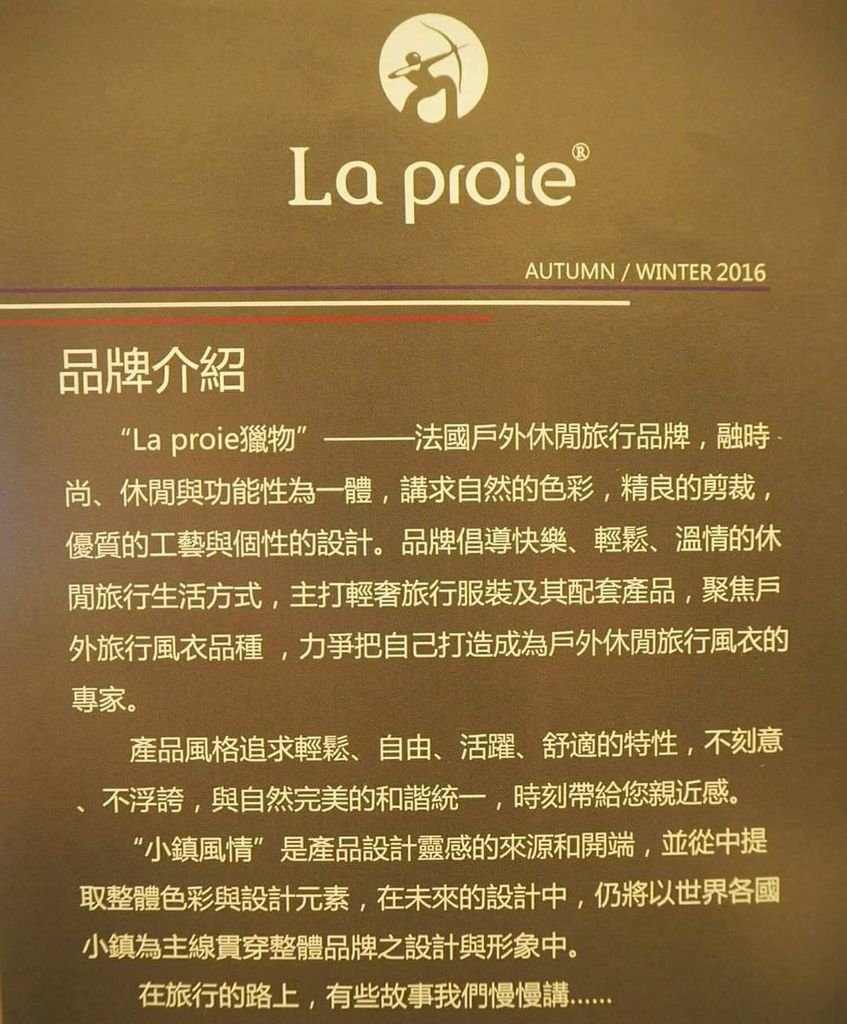 La proie®
AUTUMN / WINTER 2016
品牌介紹
“La proie獵物” ———法國戶外休閒旅行品牌，融時
尚、休閒與功能性為一體，講求自然的色彩，精良的剪裁，
優質的工藝與個性的設計。品牌倡導快樂、輕鬆、溫情的休
閒旅行生活方式，主打輕奢旅行服裝及其配套產品，聚焦戶
外旅行風衣品種 ，力爭把自己打造成為戶外休閒旅行風衣的
專家。
產品風格追求輕鬆、自由、活躍、舒適的特性，不刻意
、不浮誇，與自然完美的和諧統一，時刻帶給您親近感。
“小鎮風情”是產品設計靈感的來源和開端，並從中提
取整體色彩與設計元素，在未來的設計中，仍將以世界各國
小鎮為主線貫穿整體品牌之設計與形象中。
在旅行的路上，有些故事我們慢慢講......